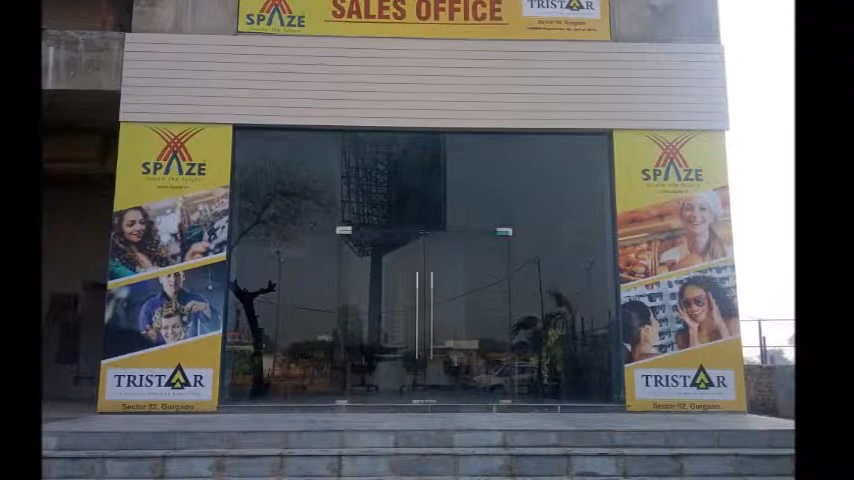 SPAZE
SALES OFFICE
TRISTAR
Sector-92, Gurgaon
SPAZE
SPAZE
TRISTAR
Sector-92, Gurgaon
TRISTAR
Sector-92, Gurgaon